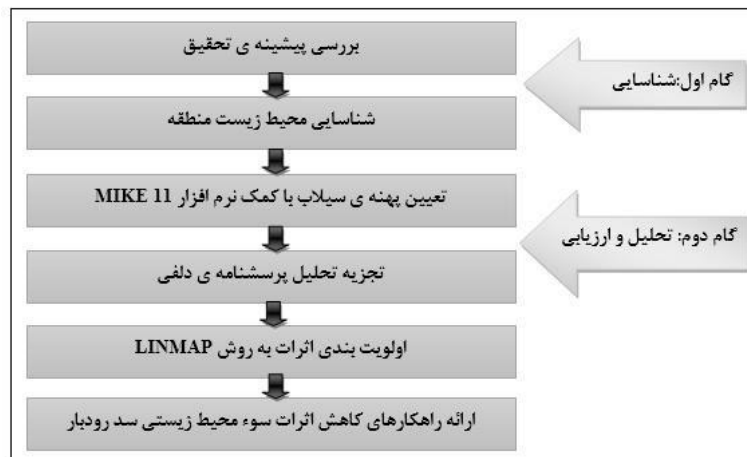 بررسی پیشینه ی تحقیق
گام اول:شناسایی
شناسایی محیط زیست منطقه
تعیین پهنه ی سیلاب با کمک نرم افزار MIKE 11
گام دوم: تحلیل و ارزیابی
تجزیه تحلیل پرسشنامه ی دلفی
اولویت بندی اثرات به روش LINMAP
ارائه راهکارهای کاهش اثرات سوء محیط زیستی سد رودبار